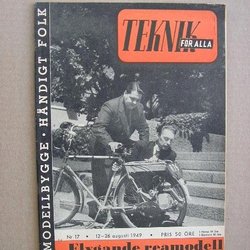 TEKNIK
FÖR ALLA
MODELLBYGGE · HÄNDIGT FOLK
Nr 17 · 12–26 augusti 1949 · PRIS 50 ÖRE
Flygande reamodell